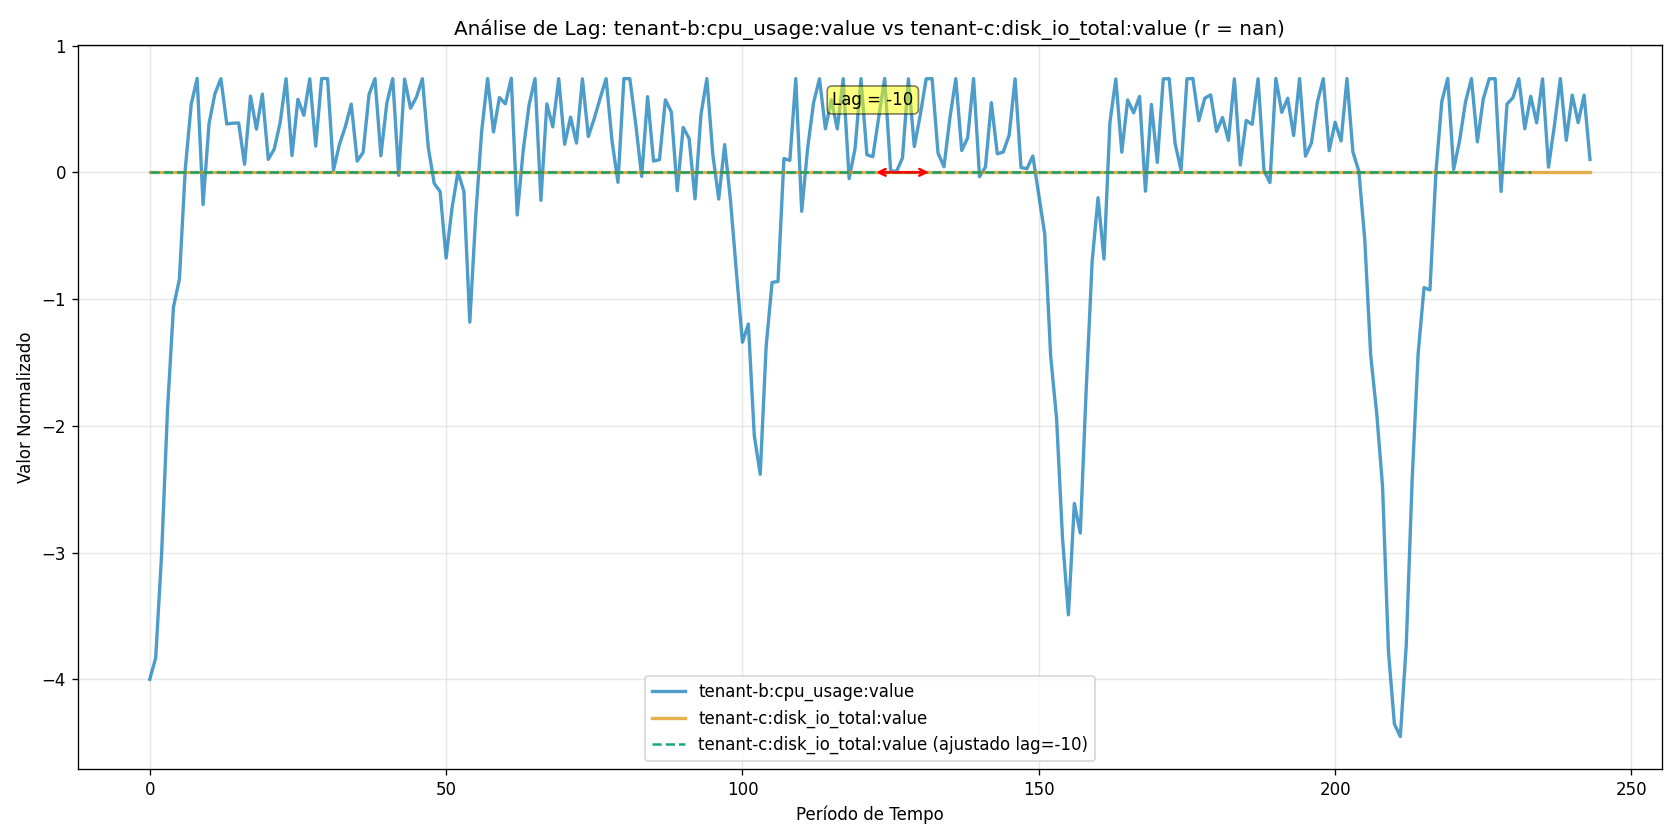 Análise de Lag: tenant-b:cpu_usage:value vs tenant-c:disk_io_total:value (r = nan)
1
0
−1
−2
−3
−4
Valor Normalizado
Lag = -10
tenant-b:cpu_usage:value
tenant-c:disk_io_total:value
tenant-c:disk_io_total:value (ajustado lag=-10)
0 50 100 150 200 250
Período de Tempo